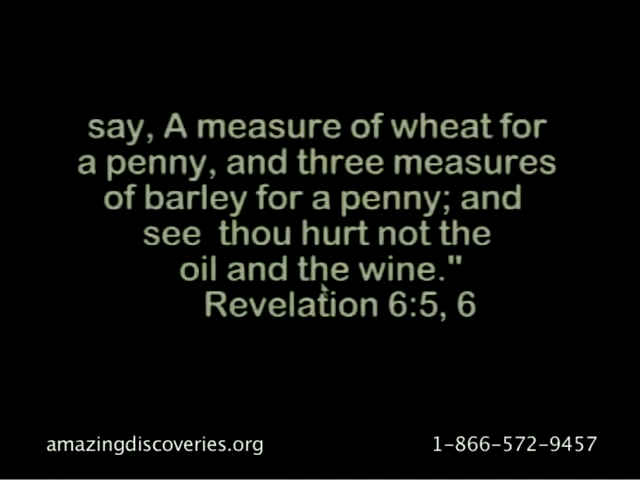 say, A measure of wheat for
a penny, and three measures
of barley for a penny; and
see thou hurt not the
oil and the wine."
Revelation 6:5, 6
amazingdiscoveries.org
1-866-572-9457